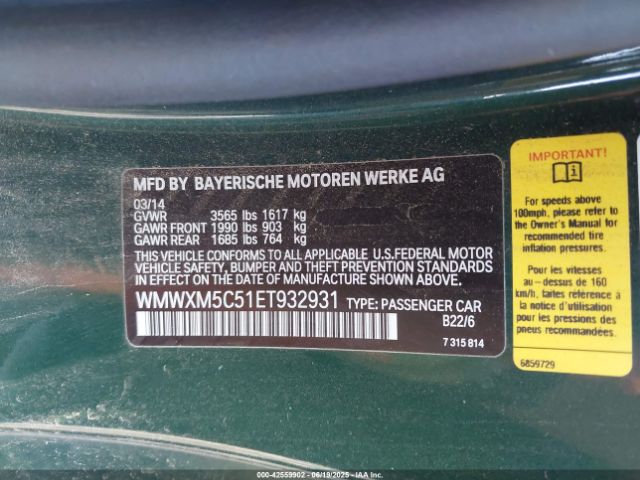 MFD BY BAYERISCHE MOTOREN WERKE AG
03/14
GVWR 3565 lbs 1617 kg
GAWR FRONT 1990 lbs 903 kg
GAWR REAR 1685 lbs 764 kg
THIS VEHICLE CONFORMS TO ALL APPLICABLE U.S.FEDERAL MOTOR
VEHICLE SAFETY, BUMPER AND THEFT PREVENTION STANDARDS
IN EFFECT ON THE DATE OF MANUFACTURE SHOWN ABOVE.
WMWXM5C51ET932931 TYPE: PASSENGER CAR
B22/6
7 315 814
IMPORTANT!
For speeds above
100mph, please refer to
the Owner's Manual for
recommended tire
inflation pressures.
Pour les vitesses
au-dessus de 160
km/h, reportez-vous à
la notice d'utilisation
pour les pressions des
pneus recommandées.
6859729
000-42559902 - 06/19/2025 - IAAI.COM